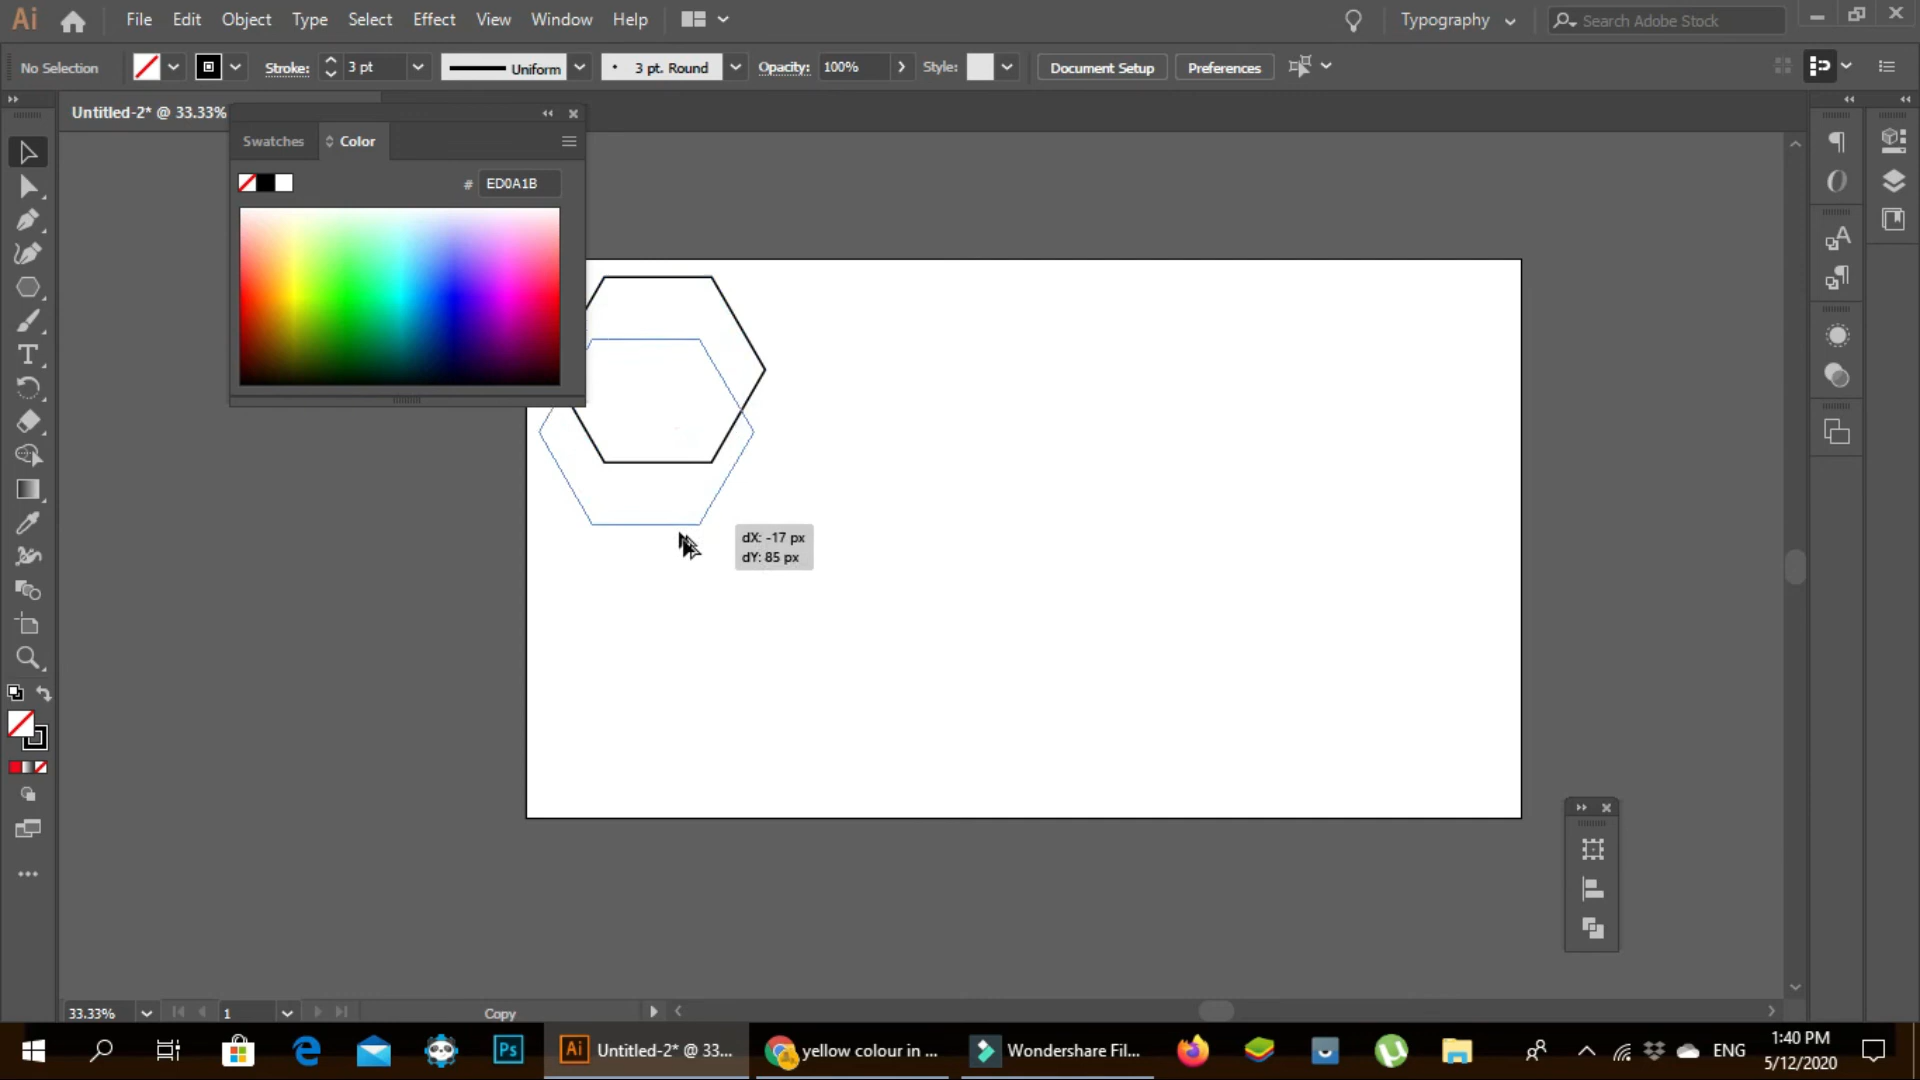 Ai File Edit Object Type Select Effect View Window Help Typography Search Adobe Stock
No Selection Stroke: 3 pt Uniform 3 pt. Round Opacity: 100% Style: Document Setup Preferences
Untitled-2* @ 33.33%
Swatches Color
# ED0A1B
dX: -17 px
dY: 85 px
33.33% 1 Copy
Ps Ai Untitled-2* @ 33... yellow colour in ... Wondershare Fil... ENG 1:40 PM
5/12/2020